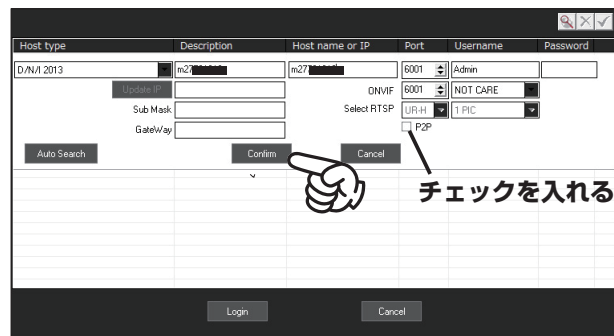 Host type Description Host name or IP Port Username Password
D/N/I 2013 m27 m27 6001 Admin
Update IP ONVIF 6001 NOT CARE
Sub Mask Select RTSP UR-H 1 PIC
GateWay P2P
Auto Search Confirm Cancel
チェックを入れる
Login Cancel